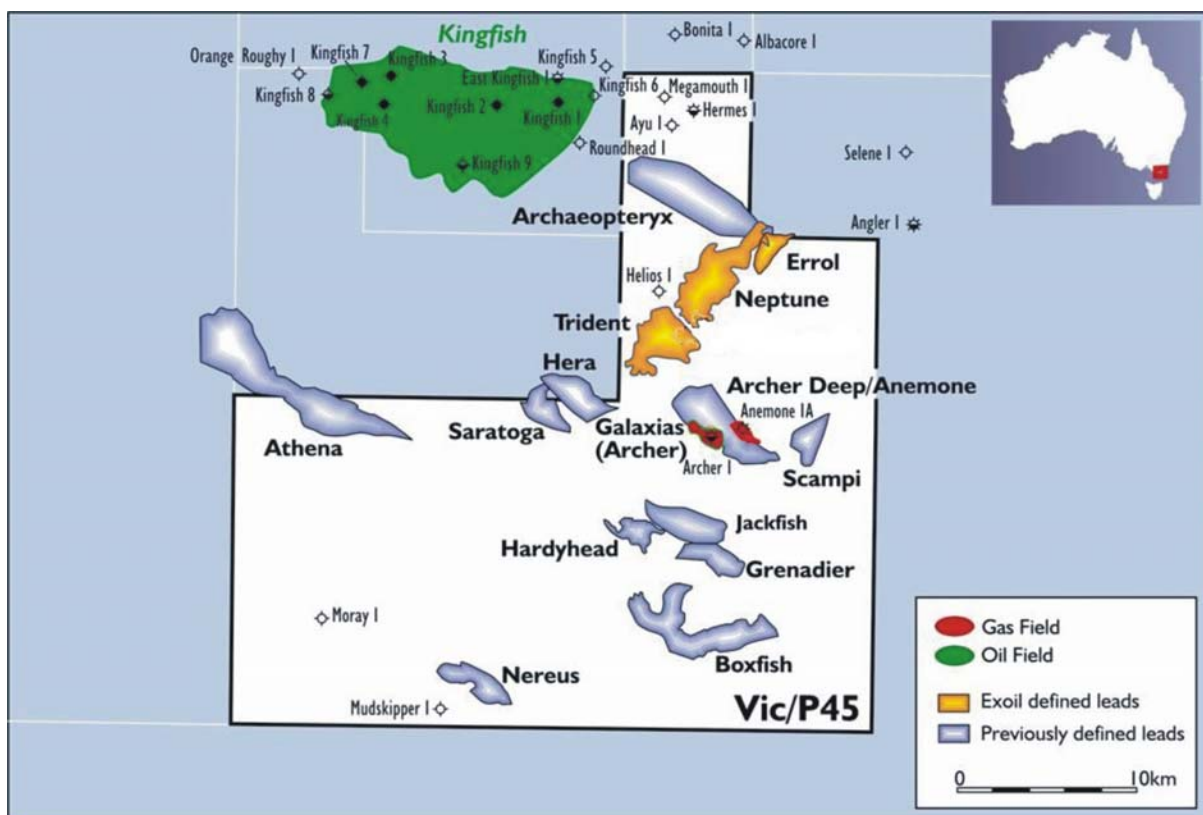 Kingfish
Bonita 1
Albacore 1
Orange Roughy 1
Kingfish 7
Kingfish 3
Kingfish 5
East Kingfish 1
Kingfish 8
Kingfish 4
Kingfish 2
Kingfish 1
Kingfish 6
Megamouth 1
Hermes 1
Ayu 1
Roundhead 1
Kingfish 9
Selene 1
Archaeopteryx
Angler 1
Errol
Helios 1
Neptune
Trident
Hera
Archer Deep/Anemone
Anemone 1A
Athena
Saratoga
Galaxias
(Archer)
Archer 1
Scampi
Jackfish
Hardyhead
Grenadier
Moray 1
Boxfish
Nereus
Mudskipper 1
Vic/P45
Gas Field
Oil Field
Exoil defined leads
Previously defined leads
0
10km